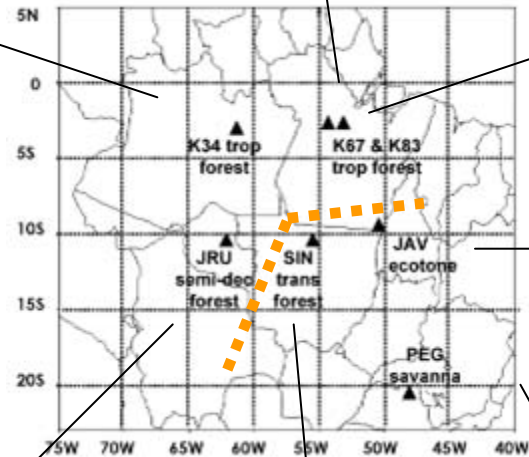 5N
0
K34 trop
forest
K67 & K83
trop forest
5S
10S
JRU
semi-dec
forest
SIN
trans
forest
JAV
ecotone
15S
PEG
savanna
20S
75W 70W 65W 60W 55W 50W 45W 40W